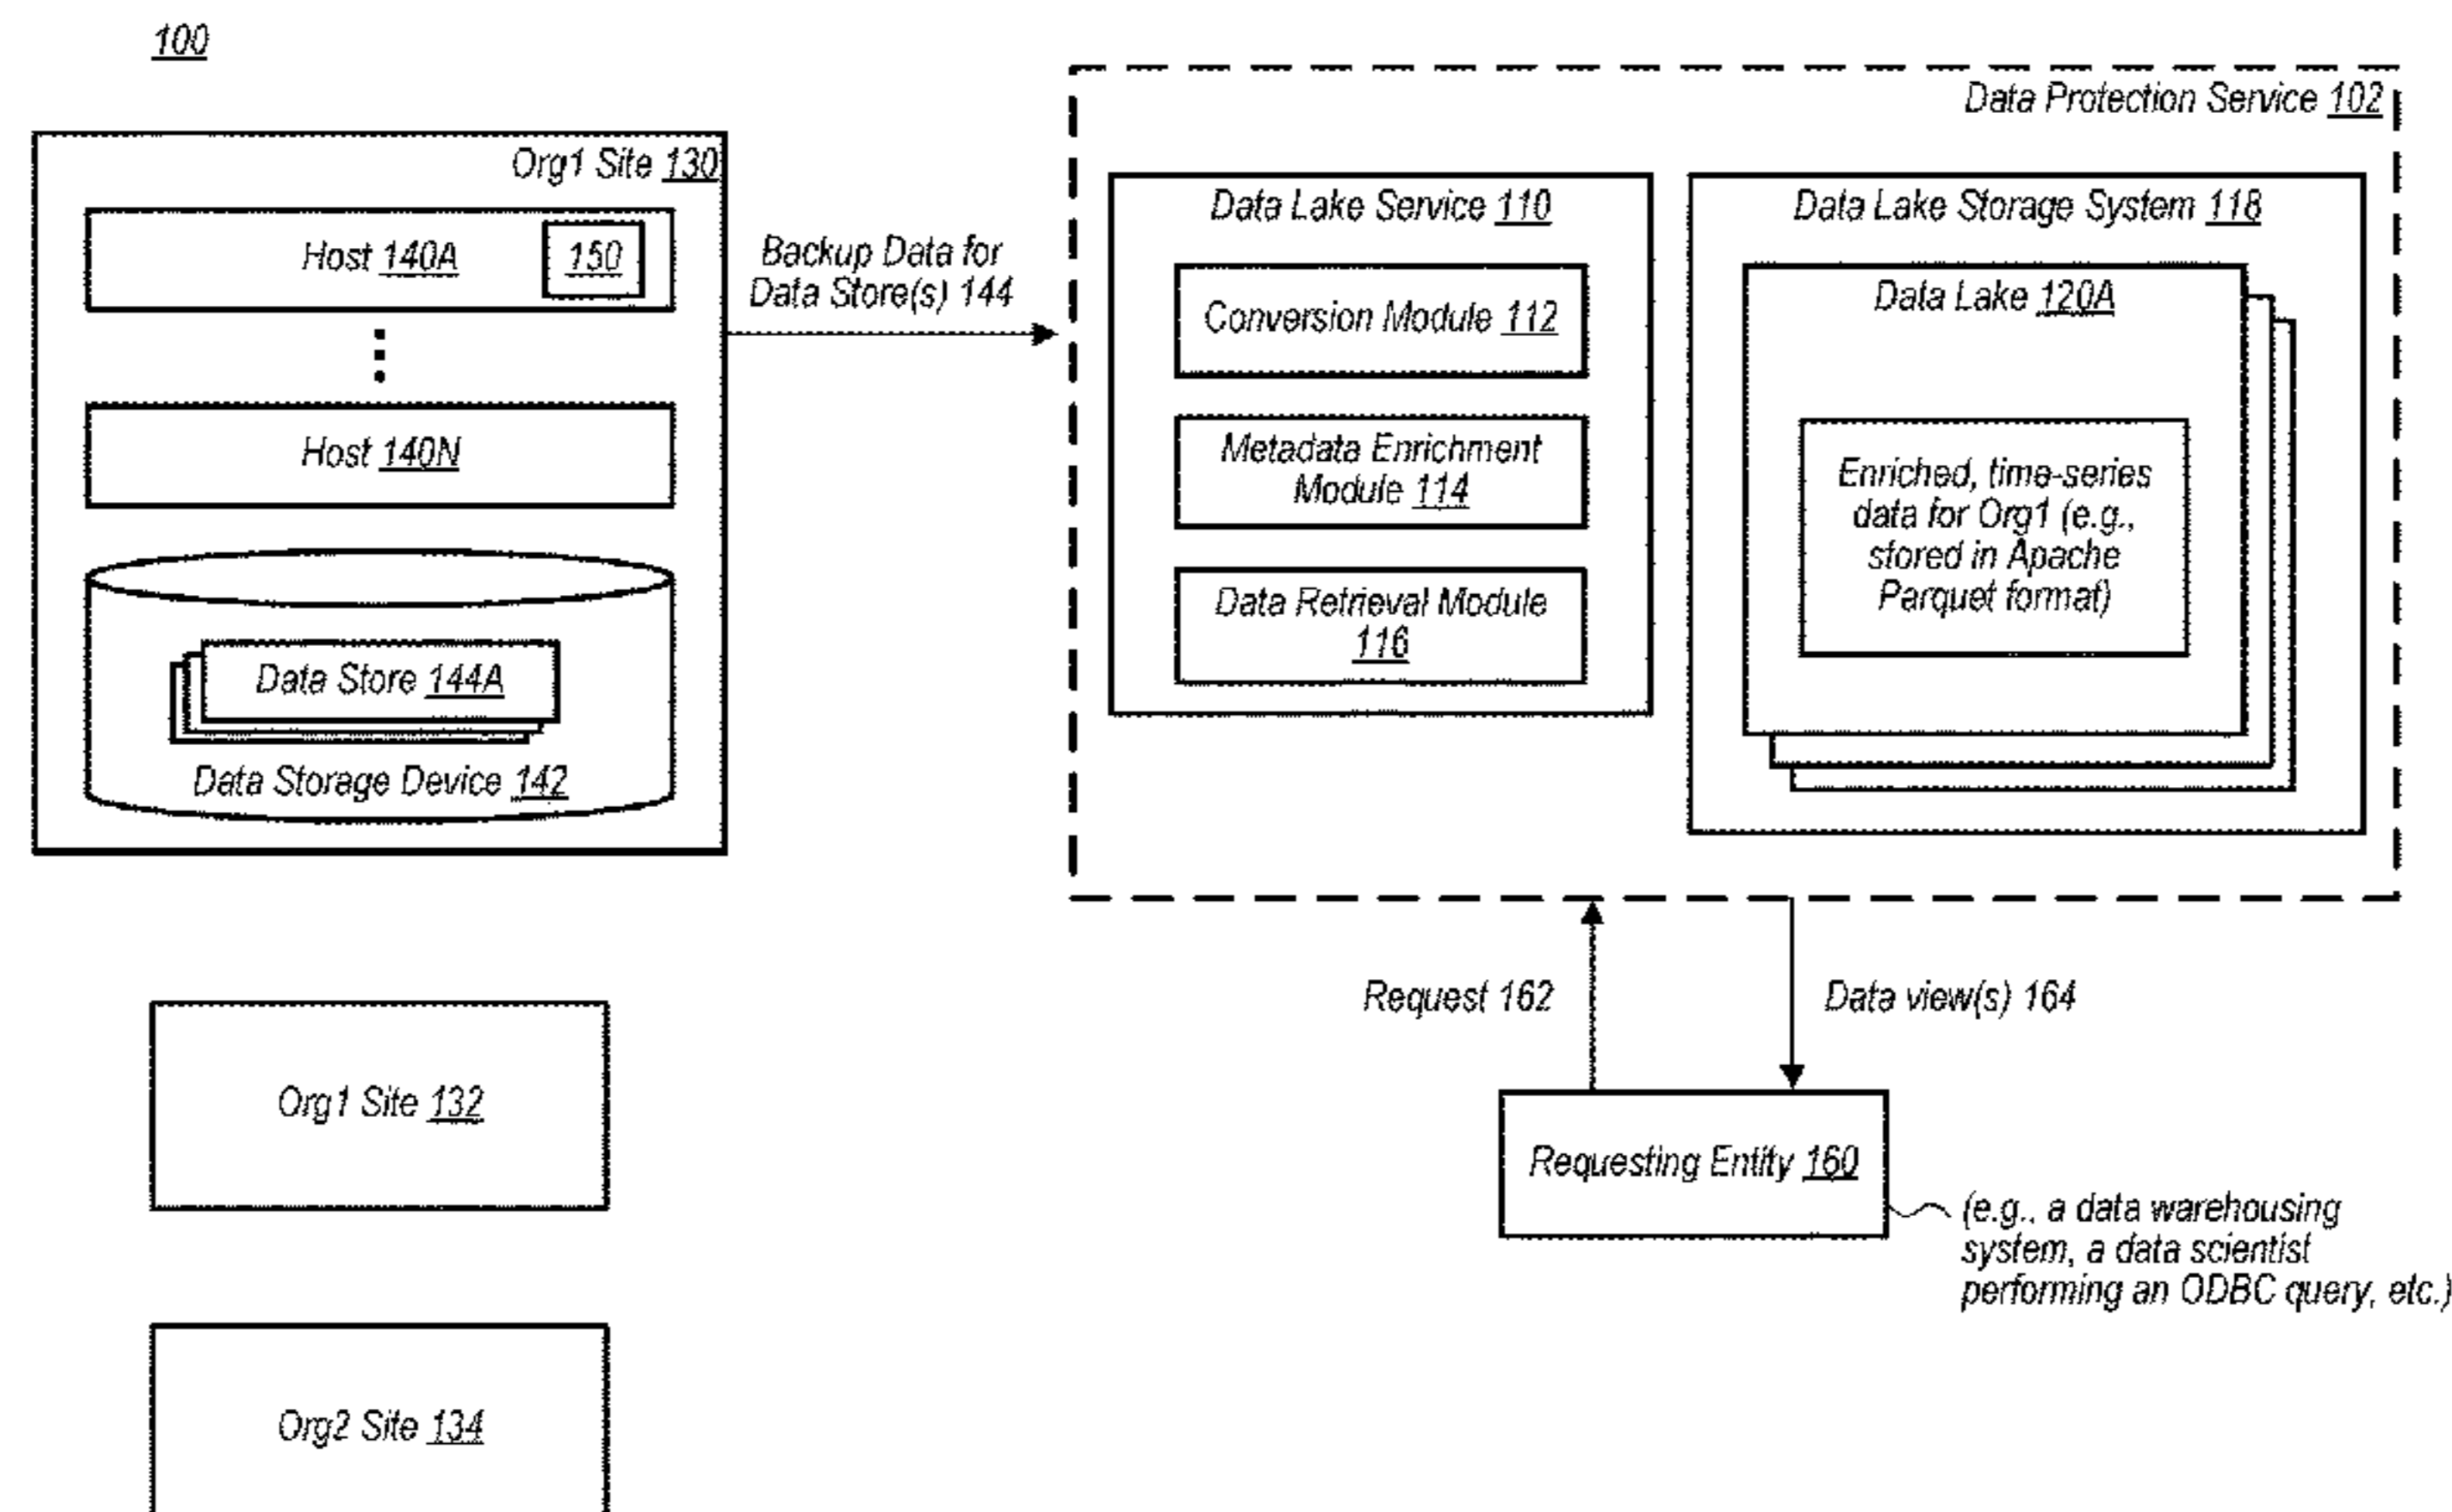 100
Org1 Site 130
Host 140A
150
Host 140N
Data Store 144A
Data Storage Device 142
Backup Data for
Data Store(s) 144
Data Protection Service 102
Data Lake Service 110
Conversion Module 112
Metadata Enrichment
Module 114
Data Retrieval Module
116
Data Lake Storage System 118
Data Lake 120A
Enriched, time-series
data for Org1 (e.g.,
stored in Apache
Parquet format)
Request 162
Data view(s) 164
Requesting Entity 160
(e.g., a data warehousing
system, a data scientist
performing an ODBC query, etc.)
Org1 Site 132
Org2 Site 134